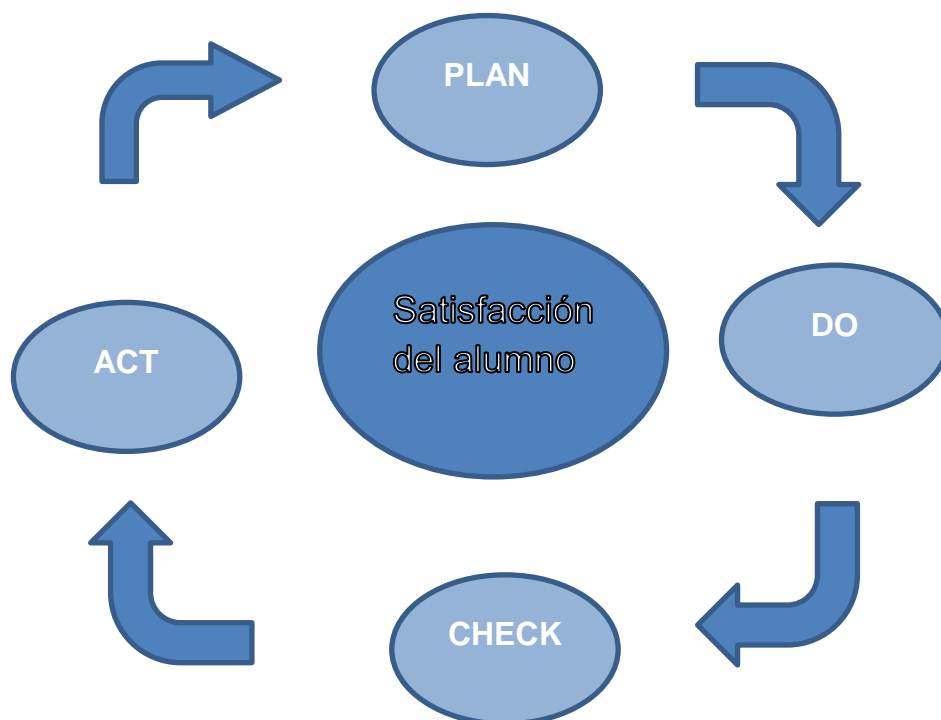 PLAN
Satisfacción
del alumno
DO
ACT
CHECK